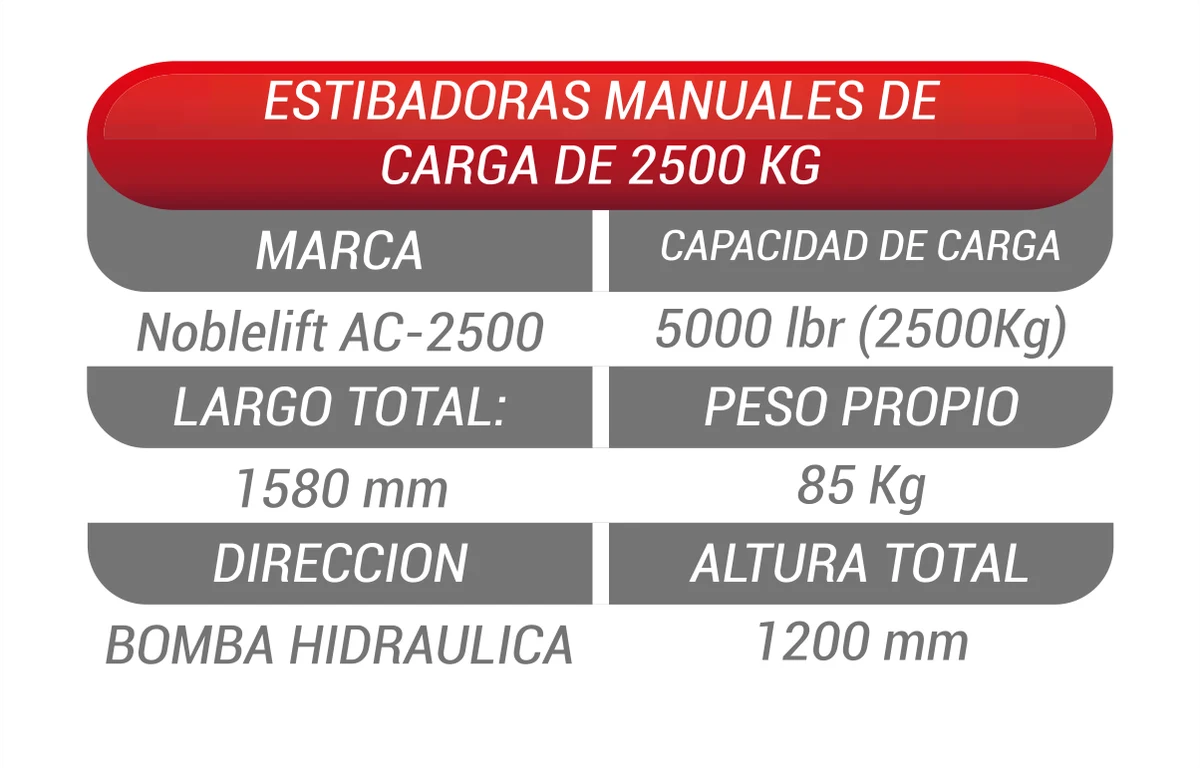 ESTIBADORAS MANUALES DE
CARGA DE 2500 KG
MARCA
CAPACIDAD DE CARGA
Noblelift AC-2500
5000 lbr (2500Kg)
LARGO TOTAL:
PESO PROPIO
1580 mm
85 Kg
DIRECCION
ALTURA TOTAL
BOMBA HIDRAULICA
1200 mm